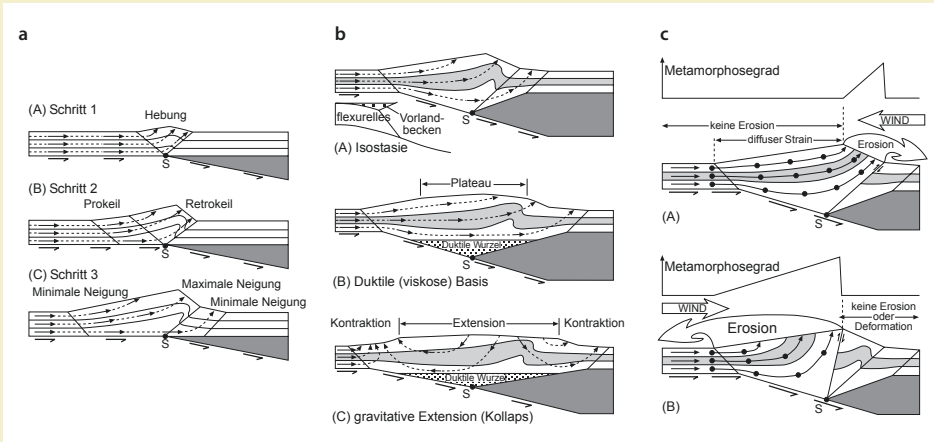 a
(A) Schritt 1
Hebung
S
(B) Schritt 2
Prokeil
Retrokeil
S
(C) Schritt 3
Maximale Neigung
Minimale Neigung
Minimale Neigung
S
b
S
flexurelles
Vorland-
becken
(A) Isostasie
Plateau
Duktile Wurzel
S
(B) Duktile (viskose) Basis
Kontraktion
Extension
Kontraktion
Duktile Wurzel
S
(C) gravitative Extension (Kollaps)
c
Metamorphosegrad
WIND
keine Erosion
diffuser Strain
Erosion
S
(A)
Metamorphosegrad
WIND
keine Erosion
oder
Deformation
Erosion
S
(B)